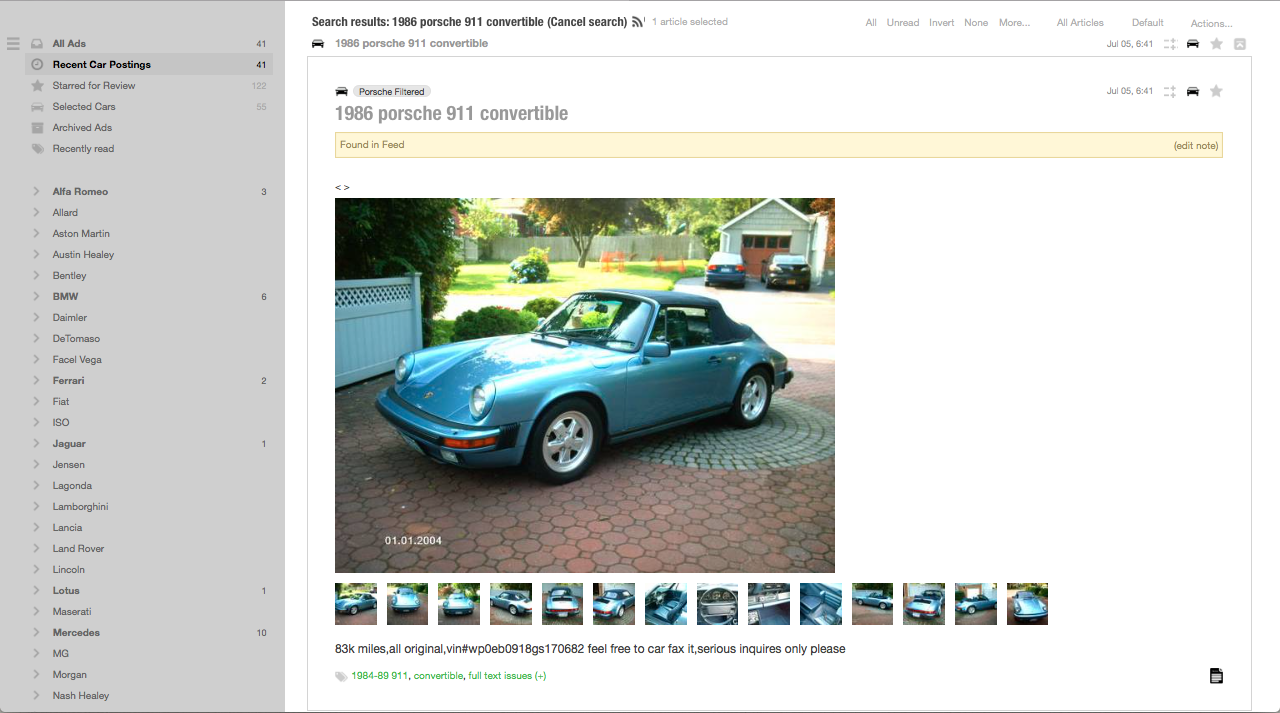 Search results: 1986 porsche 911 convertible (Cancel search) 1 article selected All Unread Invert None More... All Articles Default Actions...
1986 porsche 911 convertible Jul 05, 6:41
Porsche Filtered Jul 05, 6:41
1986 porsche 911 convertible
Found in Feed (edit note)
< >
01.01.2004
83k miles,all original,vin#wp0eb0918gs170682 feel free to car fax it,serious inquires only please
1984-89 911, convertible, full text issues (+)
All Ads 41
Recent Car Postings 41
Starred for Review 122
Selected Cars 55
Archived Ads
Recently read
Alfa Romeo 3
Allard
Aston Martin
Austin Healey
Bentley
BMW 6
Daimler
DeTomaso
Facel Vega
Ferrari 2
Fiat
ISO
Jaguar 1
Jensen
Lagonda
Lamborghini
Lancia
Land Rover
Lincoln
Lotus 1
Maserati
Mercedes 10
MG
Morgan
Nash Healey